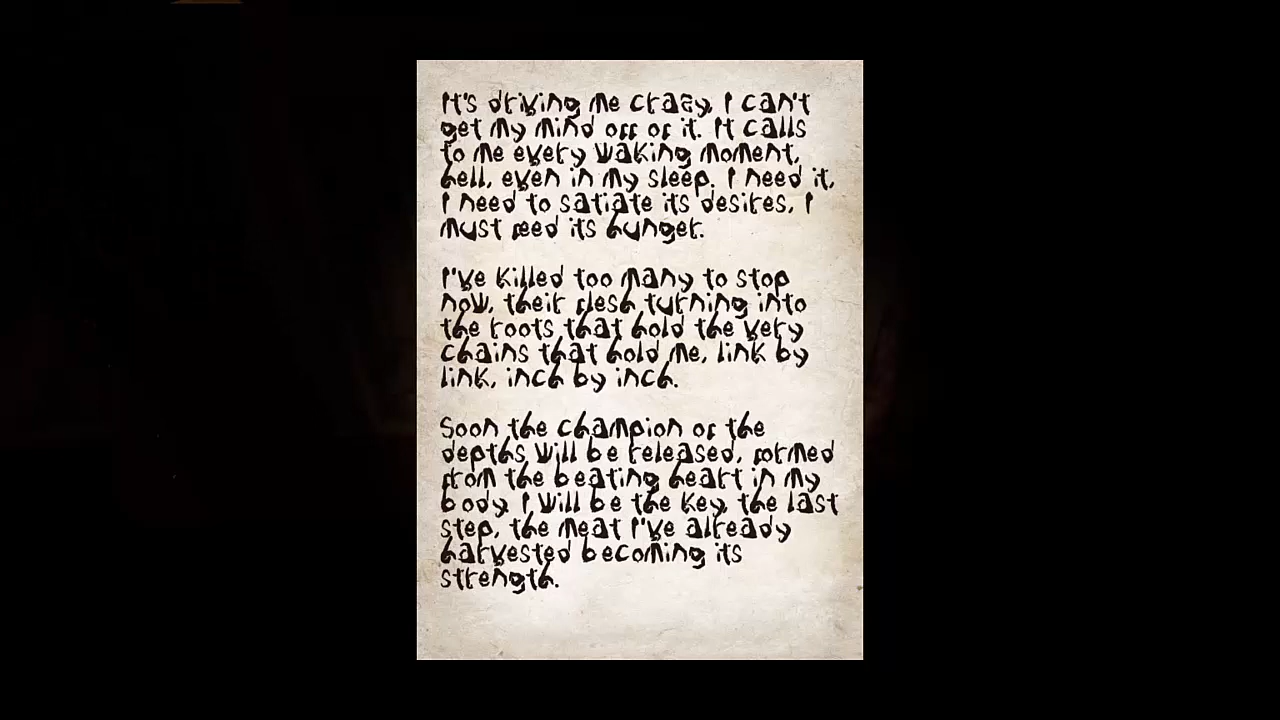 It's driving me crazy, I can't
get my mind off of it. It calls
to me every waking moment,
hell, even in my sleep. I need it,
I need to satiate its desires, I
must feed its hunger.
I've killed too many to stop
now, their flesh turning into
the roots that hold the very
chains that hold me, link by
link, inch by inch.
Soon the champion of the
depths will be released, formed
from the beating heart in my
body. I will be the key, the last
step, the meat I've already
harvested becoming its
strength.